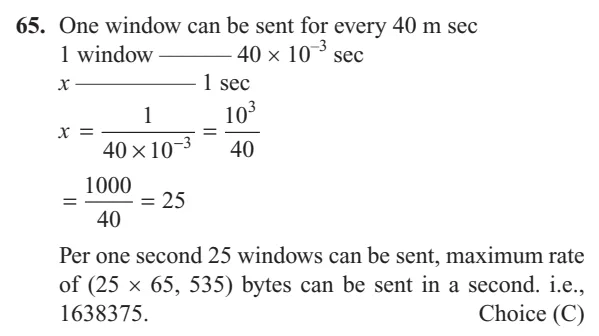 65. One window can be sent for every 40 m sec
1 window ——— 40 × 10⁻³ sec
x ————— 1 sec
x = 1 / (40 × 10⁻³) = 10³ / 40
= 1000 / 40 = 25
Per one second 25 windows can be sent, maximum rate
of (25 × 65, 535) bytes can be sent in a second. i.e.,
1638375. Choice (C)